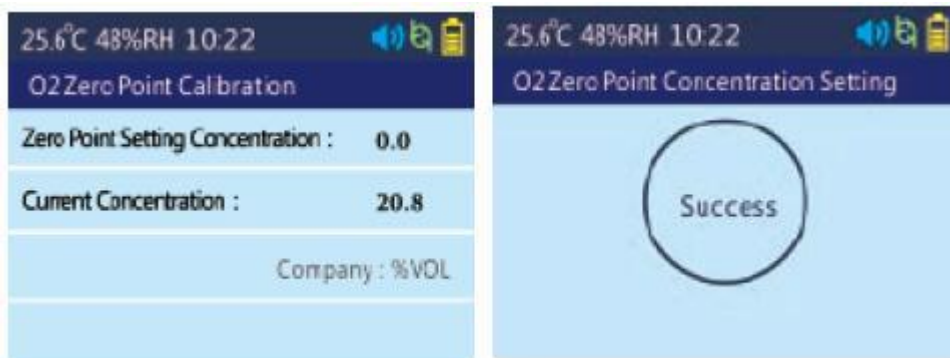 25.6°C 48%RH 10:22
O2 Zero Point Calibration
Zero Point Setting Concentration : 0.0
Current Concentration : 20.8
Company : %VOL
25.6°C 48%RH 10:22
O2 Zero Point Concentration Setting
Success